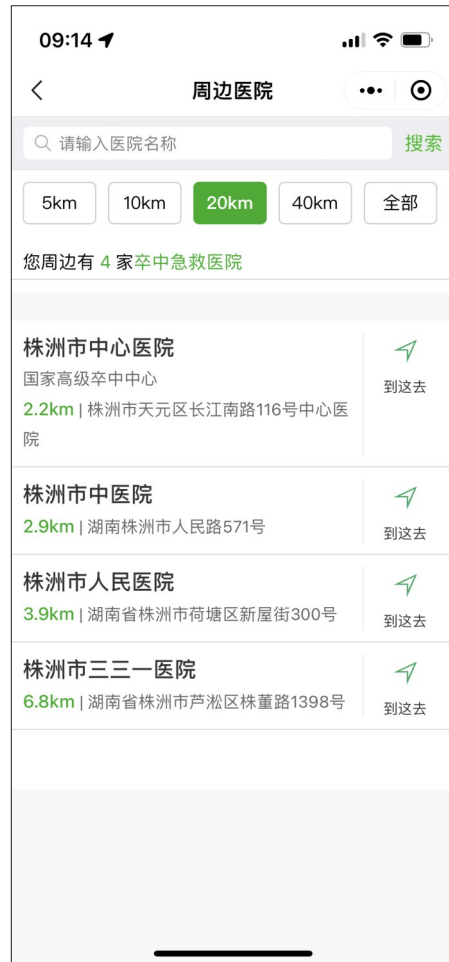 09:14
周边医院
请输入医院名称
搜索
5km 10km 20km 40km 全部
您周边有 4 家卒中急救医院
株洲市中心医院
国家高级卒中中心
到这去
2.2km | 株洲市天元区长江南路116号中心医
院
株洲市中医院
2.9km | 湖南株洲市人民路571号
到这去
株洲市人民医院
3.9km | 湖南省株洲市荷塘区新屋街300号
到这去
株洲市三三一医院
6.8km | 湖南省株洲市芦淞区株董路1398号
到这去